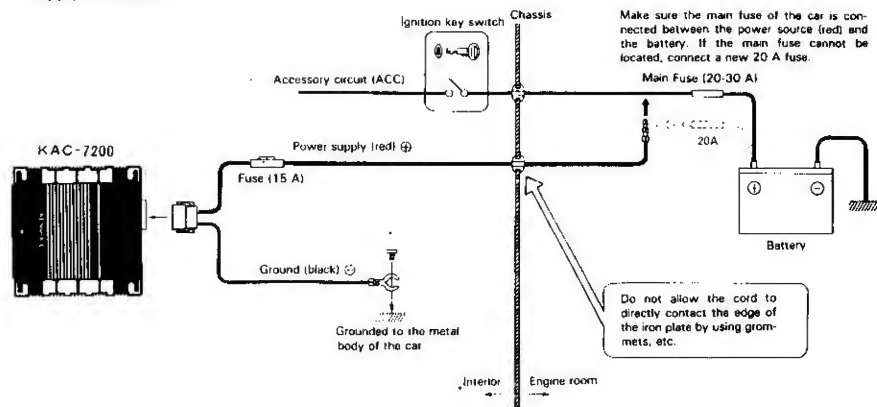 Ignition key switch
Chassis
Make sure the main fuse of the car is con-
nected between the power source (red) and
the battery. If the main fuse cannot be
located, connect a new 20 A fuse.
Accessory circuit (ACC)
Main Fuse (20-30 A)
KAC-7200
Power supply (red) ⊕
20A
Fuse (15 A)
Battery
Ground (black) ⊖
Do not allow the cord to
directly contact the edge of
the iron plate by using grom-
mets, etc.
Grounded to the metal
body of the car
Interior
Engine room